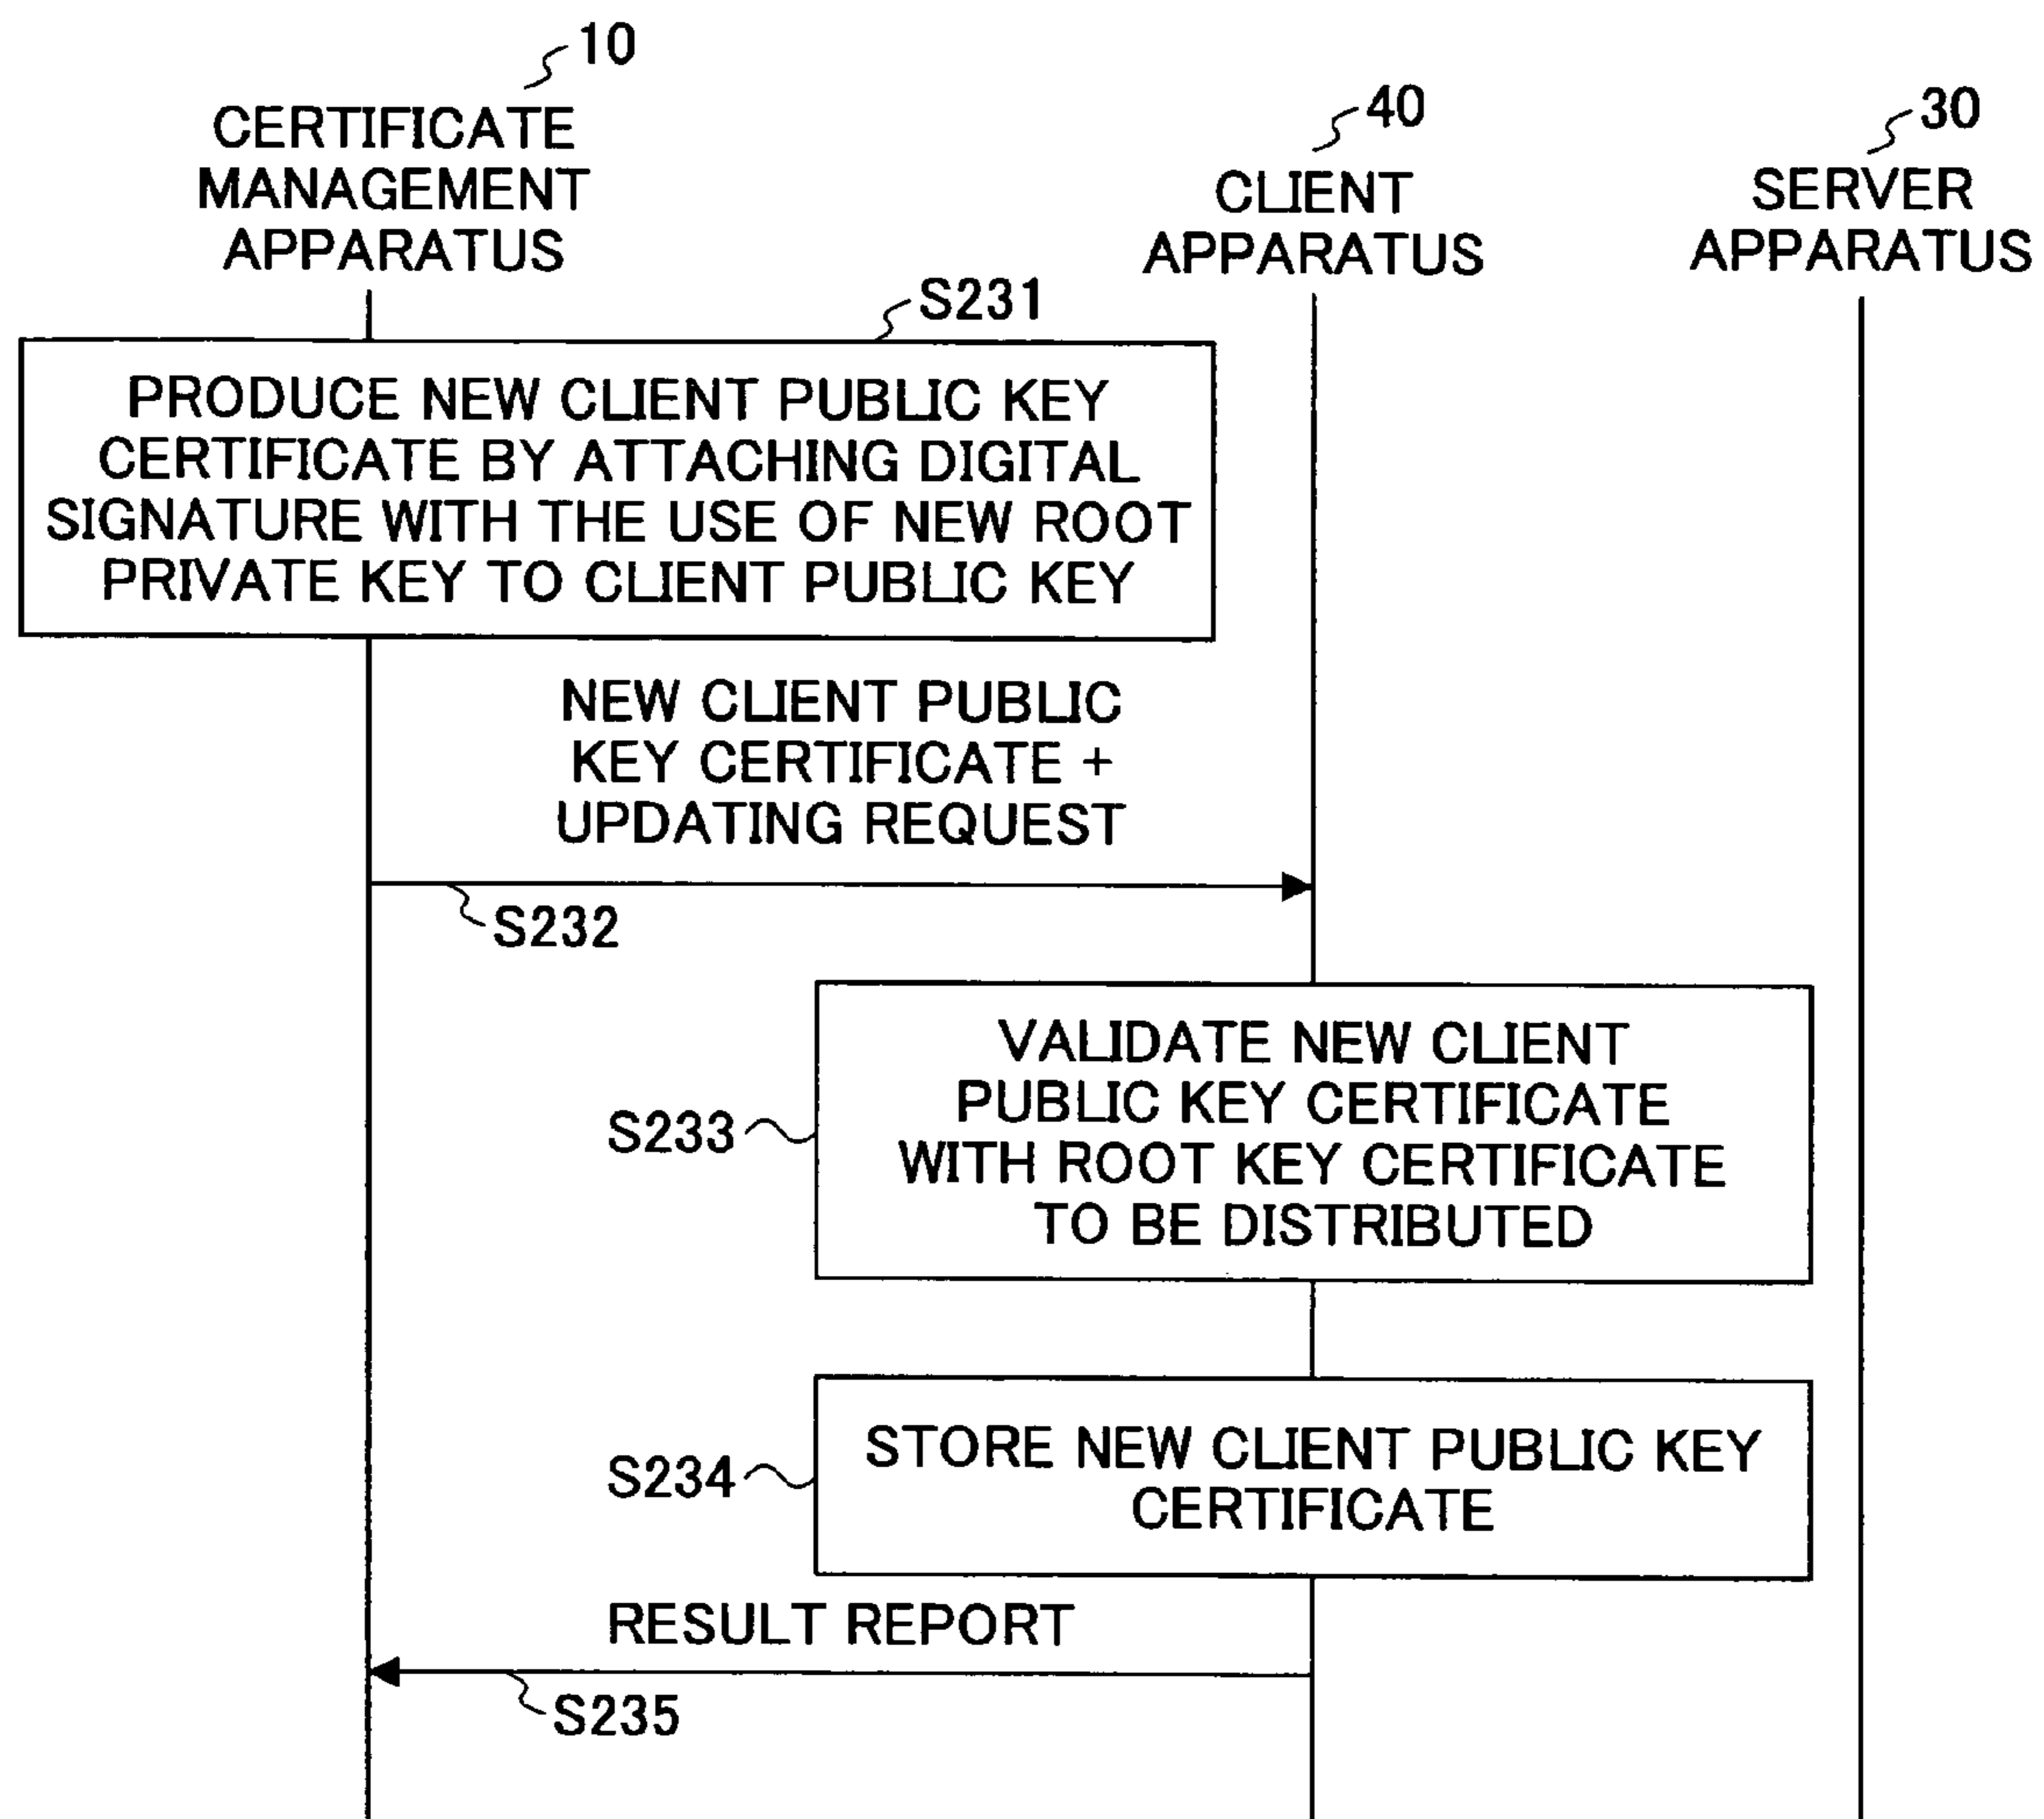 10
CERTIFICATE
MANAGEMENT
APPARATUS
40
CLIENT
APPARATUS
30
SERVER
APPARATUS
S231
PRODUCE NEW CLIENT PUBLIC KEY
CERTIFICATE BY ATTACHING DIGITAL
SIGNATURE WITH THE USE OF NEW ROOT
PRIVATE KEY TO CLIENT PUBLIC KEY
NEW CLIENT PUBLIC
KEY CERTIFICATE +
UPDATING REQUEST
S232
S233
VALIDATE NEW CLIENT
PUBLIC KEY CERTIFICATE
WITH ROOT KEY CERTIFICATE
TO BE DISTRIBUTED
S234
STORE NEW CLIENT PUBLIC KEY
CERTIFICATE
RESULT REPORT
S235